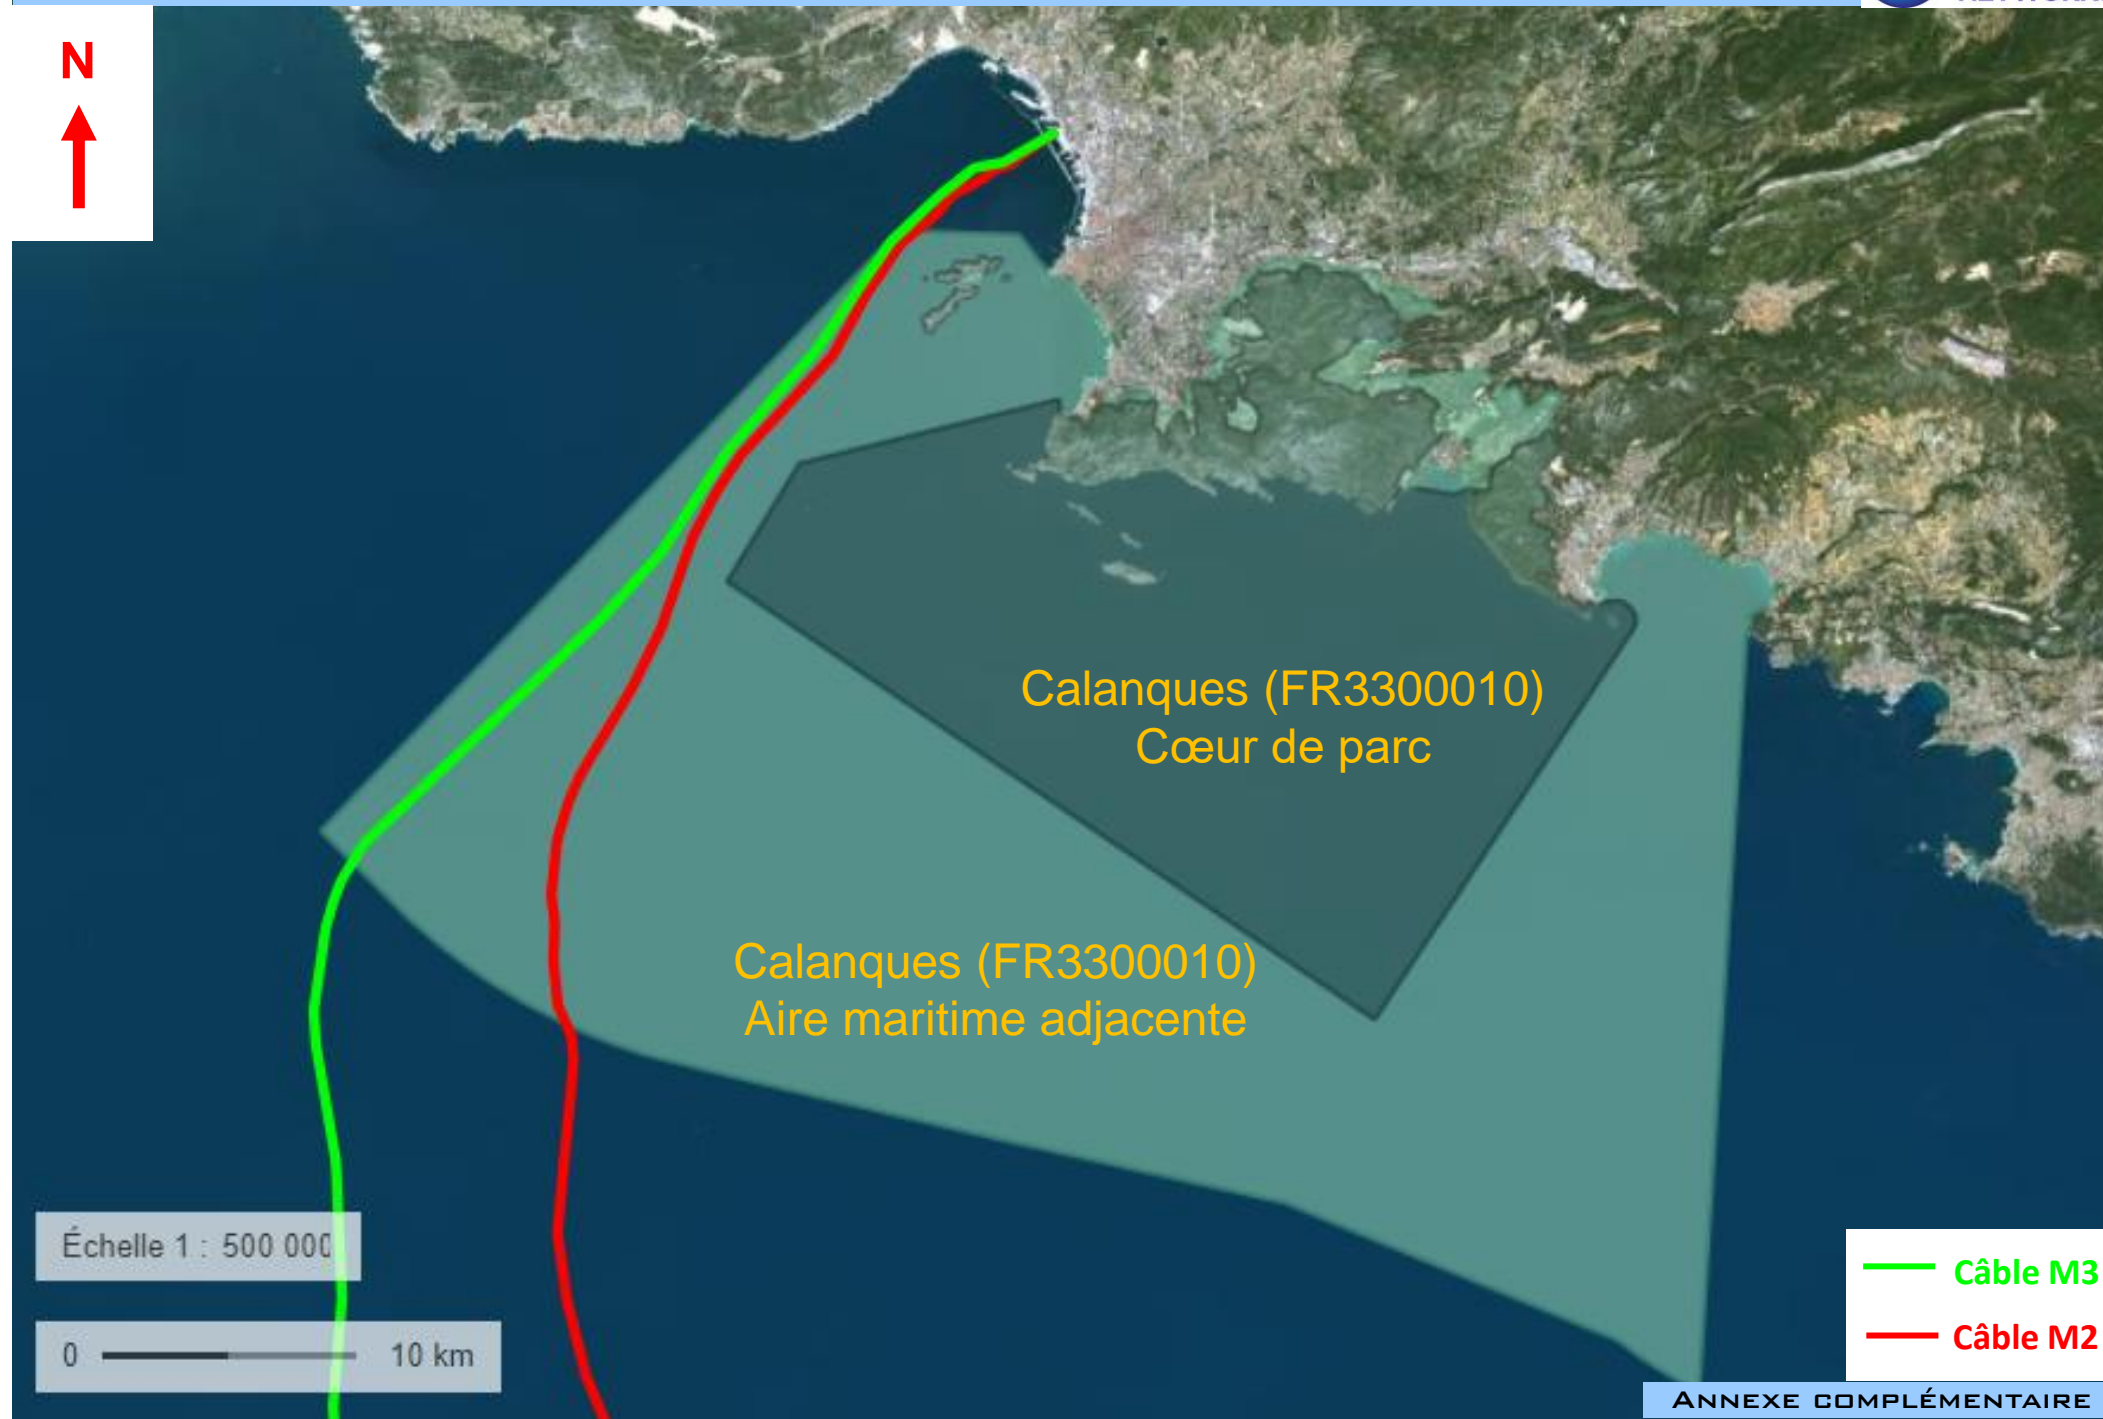 N
Calanques (FR3300010)
Cœur de parc
Calanques (FR3300010)
Aire maritime adjacente
Échelle 1 : 500 000
0 10 km
Câble M3
Câble M2
ANNEXE COMPLÉMENTAIRE